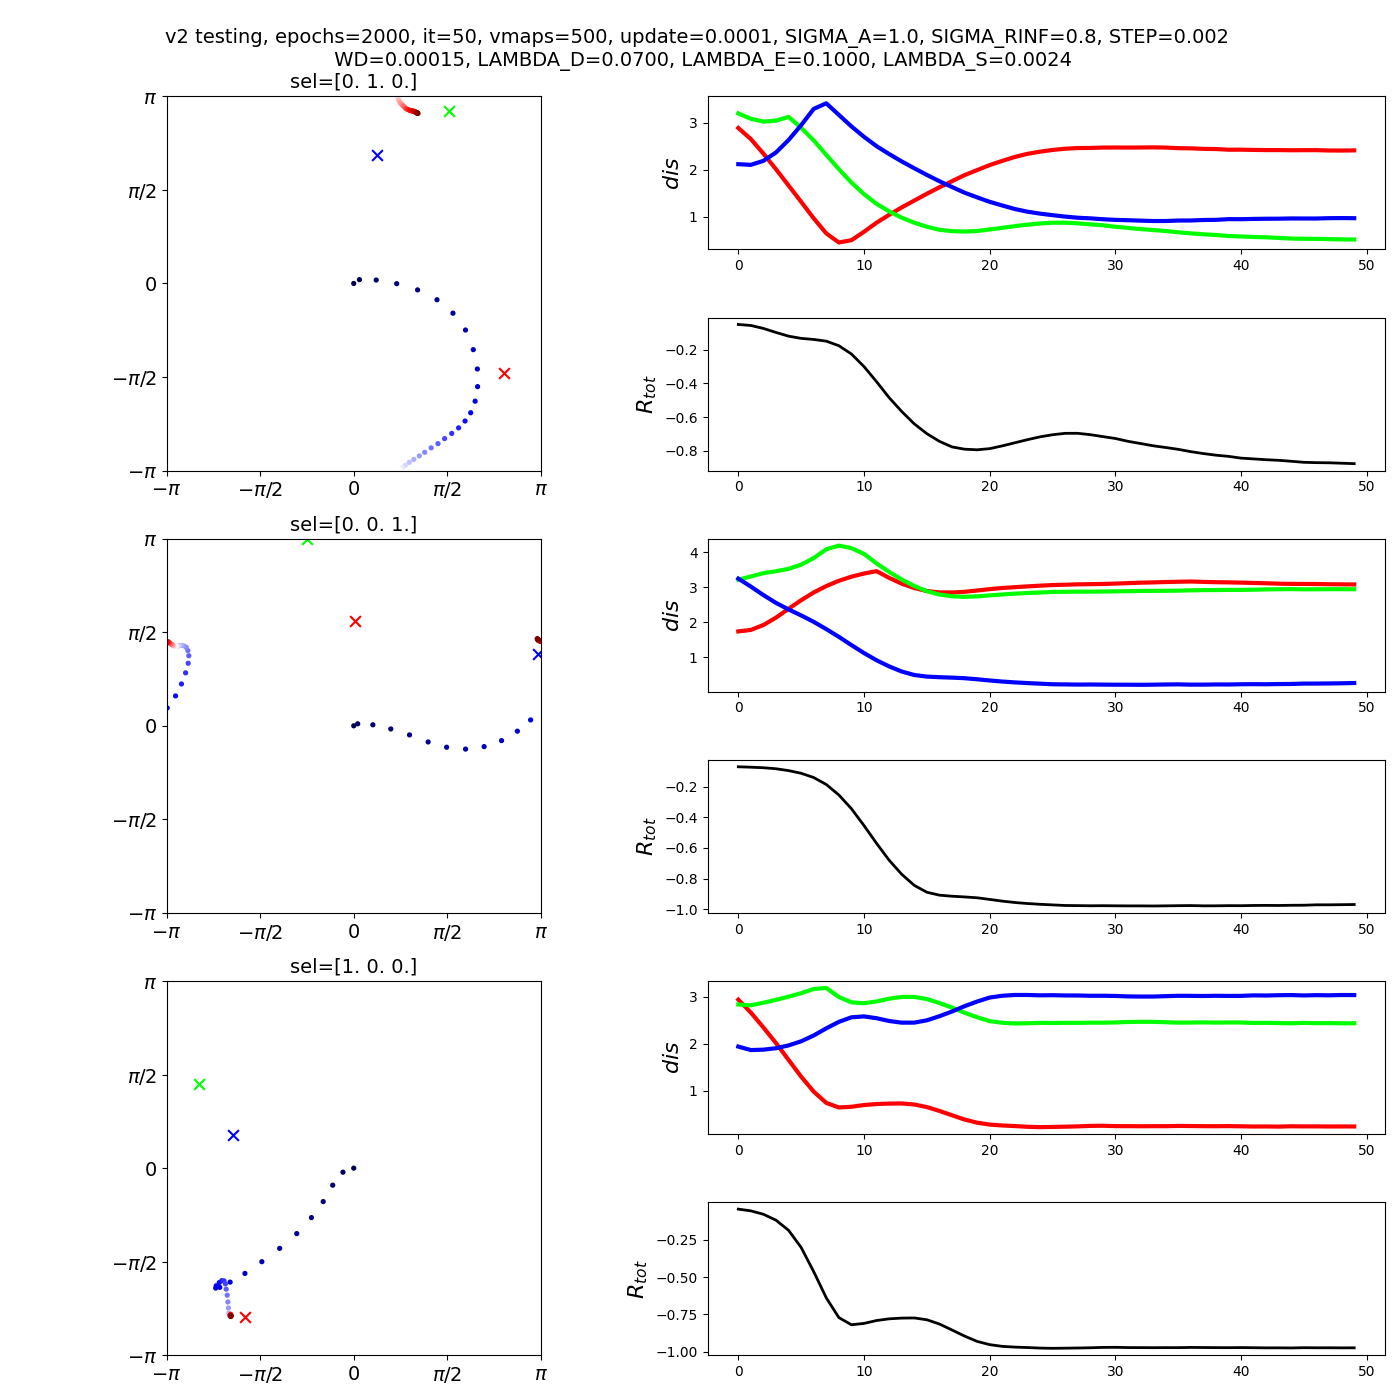 v2 testing, epochs=2000, it=50, vmaps=500, update=0.0001, SIGMA_A=1.0, SIGMA_RINF=0.8, STEP=0.002
WD=0.00015, LAMBDA_D=0.0700, LAMBDA_E=0.1000, LAMBDA_S=0.0024
sel=[0. 1. 0.]
π
π/2
0
−π/2
−π
−π −π/2 0 π/2 π
dis
3
2
1
0 10 20 30 40 50
R_tot
−0.2
−0.4
−0.6
−0.8
0 10 20 30 40 50
sel=[0. 0. 1.]
π
π/2
0
−π/2
−π
−π −π/2 0 π/2 π
dis
4
3
2
1
0 10 20 30 40 50
R_tot
−0.2
−0.4
−0.6
−0.8
−1.0
0 10 20 30 40 50
sel=[1. 0. 0.]
π
π/2
0
−π/2
−π
−π −π/2 0 π/2 π
dis
3
2
1
0 10 20 30 40 50
R_tot
−0.25
−0.50
−0.75
−1.00
0 10 20 30 40 50